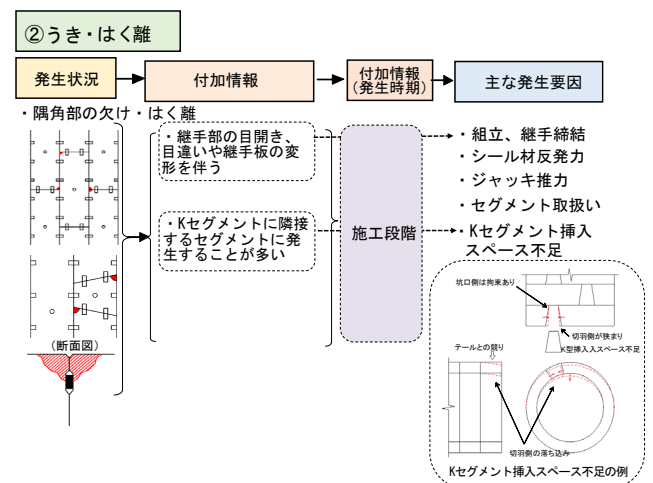 ②うき・はく離
発生状況
付加情報
付加情報
(発生時期)
主な発生要因
・隅角部の欠け・はく離
・継手部の目開き、
目違いや継手板の変
形を伴う
・Kセグメントに隣接
するセグメントに発
生することが多い
施工段階
・組立、継手締結
・シール材反発力
・ジャッキ推力
・セグメント取扱い
・Kセグメント挿入
スペース不足
(断面図)
坑口側は拘束あり
切羽側が狭まり
K型挿入入スペース不足
テールとの競り
切羽側の落ち込み
Kセグメント挿入スペース不足の例